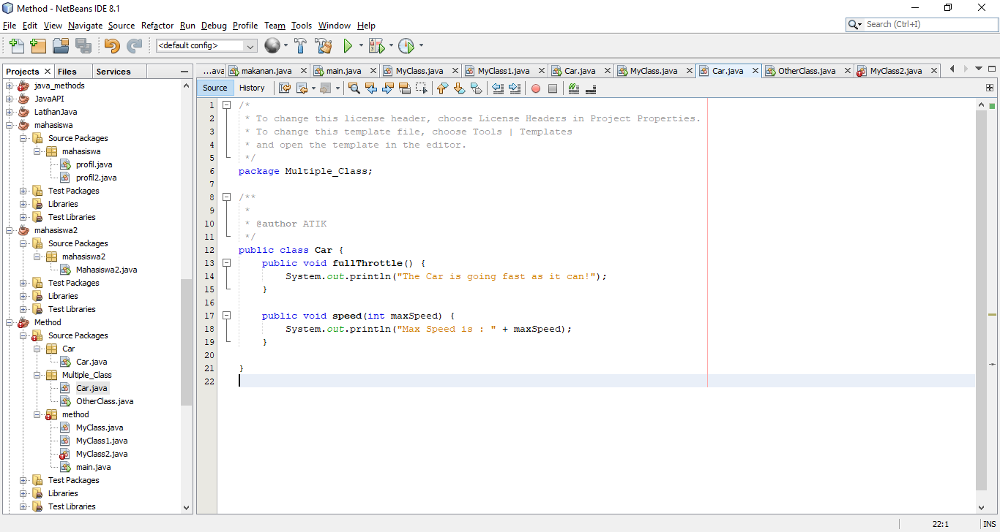 Method - NetBeans IDE 8.1
File Edit View Navigate Source Refactor Run Debug Profile Team Tools Window Help
Search (Ctrl+I)
<default config>
Projects Files Services
java_methods
JavaAPI
LatihanJava
mahasiswa
Source Packages
mahasiswa
profil.java
profil2.java
Test Packages
Libraries
Test Libraries
mahasiswa2
Source Packages
mahasiswa2
Mahasiswa2.java
Test Packages
Libraries
Test Libraries
Method
Source Packages
Car
Car.java
Multiple_Class
Car.java
OtherClass.java
method
MyClass.java
MyClass1.java
MyClass2.java
main.java
Test Packages
Libraries
Test Libraries
...ava makanan.java main.java MyClass.java MyClass1.java Car.java MyClass.java Car.java OtherClass.java MyClass2.java
Source History
1 /*
2 * To change this license header, choose License Headers in Project Properties.
3 * To change this template file, choose Tools | Templates
4 * and open the template in the editor.
5 */
6 package Multiple_Class;
7
8 /**
9 *
10 * @author ATIK
11 */
12 public class Car {
13 public void fullThrottle() {
14 System.out.println("The Car is going fast as it can!");
15 }
16
17 public void speed(int maxSpeed) {
18 System.out.println("Max Speed is : " + maxSpeed);
19 }
20
21 }
22
22:1 INS